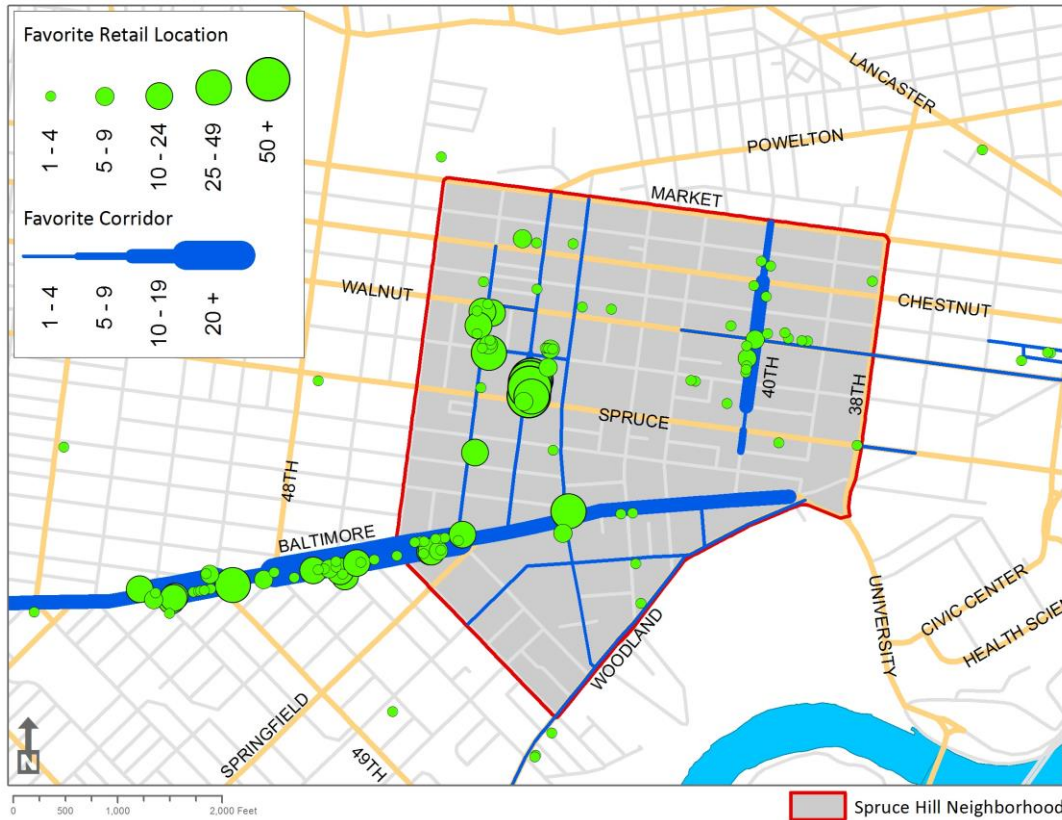 Favorite Retail Location
1 - 4
5 - 9
10 - 24
25 - 49
50 +
Favorite Corridor
1 - 4
5 - 9
10 - 19
20 +
LANCASTER
POWELTON
MARKET
WALNUT
CHESTNUT
40TH
38TH
SPRUCE
48TH
BALTIMORE
UNIVERSITY
CIVIC CENTER
HEALTH SCIEN
WOODLAND
SPRINGFIELD
49TH
N
0 500 1,000 2,000 Feet
Spruce Hill Neighborhood